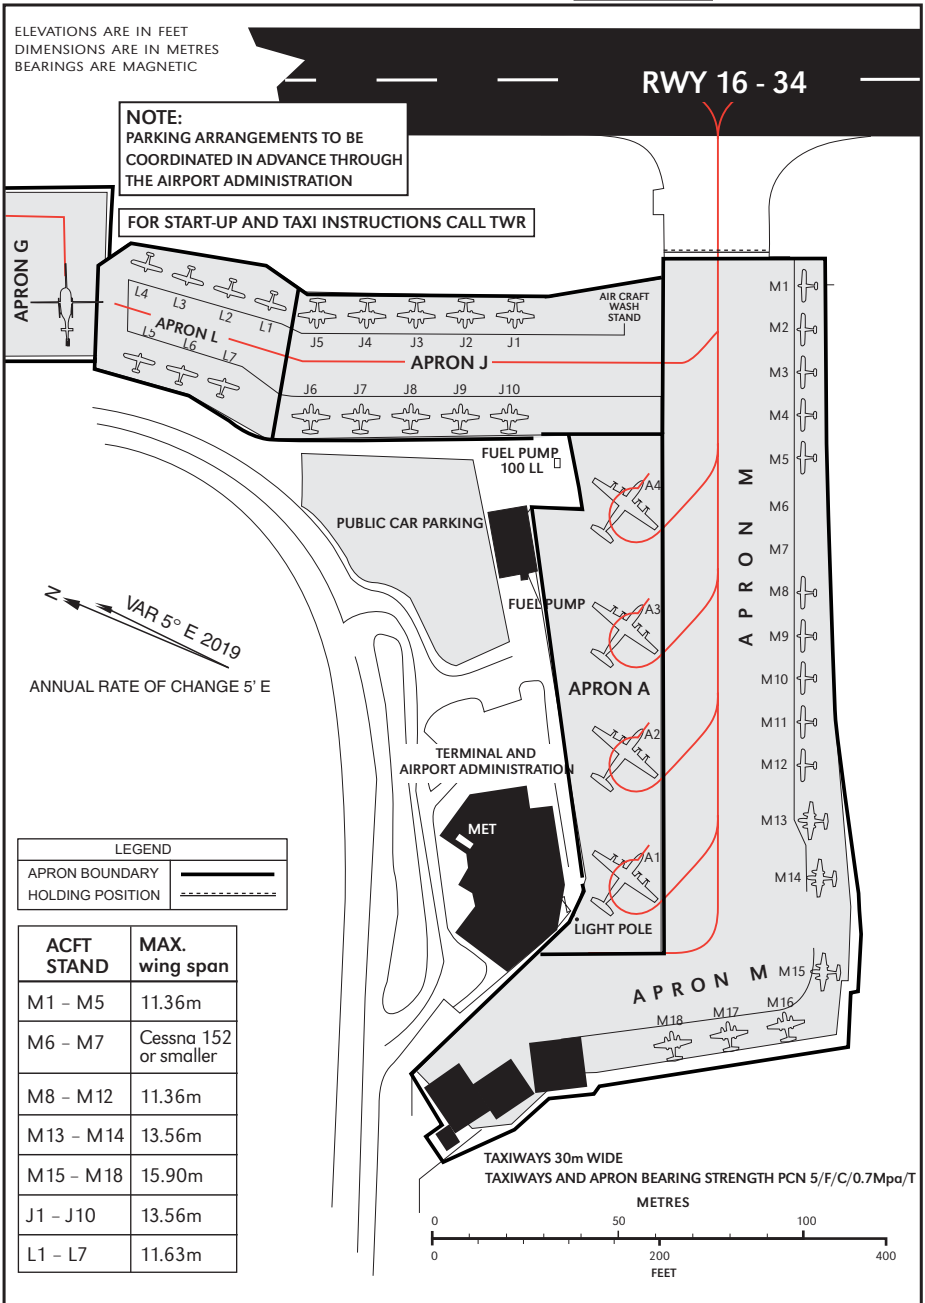 ELEVATIONS ARE IN FEET
DIMENSIONS ARE IN METRES
BEARINGS ARE MAGNETIC
RWY 16 - 34
NOTE:
PARKING ARRANGEMENTS TO BE
COORDINATED IN ADVANCE THROUGH
THE AIRPORT ADMINISTRATION
FOR START-UP AND TAXI INSTRUCTIONS CALL TWR
APRON G
L4
L3
L2
L1
APRON L
L5
L6
L7
AIR CRAFT
WASH
STAND
J5
J4
J3
J2
J1
APRON J
J6
J7
J8
J9
J10
M1
M2
M3
M4
M5
M6
M7
M8
M9
M10
M11
M12
M13
M14
APRON M
FUEL PUMP
100 LL
PUBLIC CAR PARKING
FUEL PUMP
A4
A3
APRON A
A2
A1
N
VAR 5° E 2019
ANNUAL RATE OF CHANGE 5' E
TERMINAL AND
AIRPORT ADMINISTRATION
MET
LIGHT POLE
APRON M
M15
M16
M17
M18
LEGEND
APRON BOUNDARY
HOLDING POSITION
ACFT STAND MAX. wing span
M1 – M5 11.36m
M6 – M7 Cessna 152 or smaller
M8 – M12 11.36m
M13 – M14 13.56m
M15 – M18 15.90m
J1 – J10 13.56m
L1 – L7 11.63m
TAXIWAYS 30m WIDE
TAXIWAYS AND APRON BEARING STRENGTH PCN 5/F/C/0.7Mpa/T
METRES
0 50 100
0 200 400
FEET